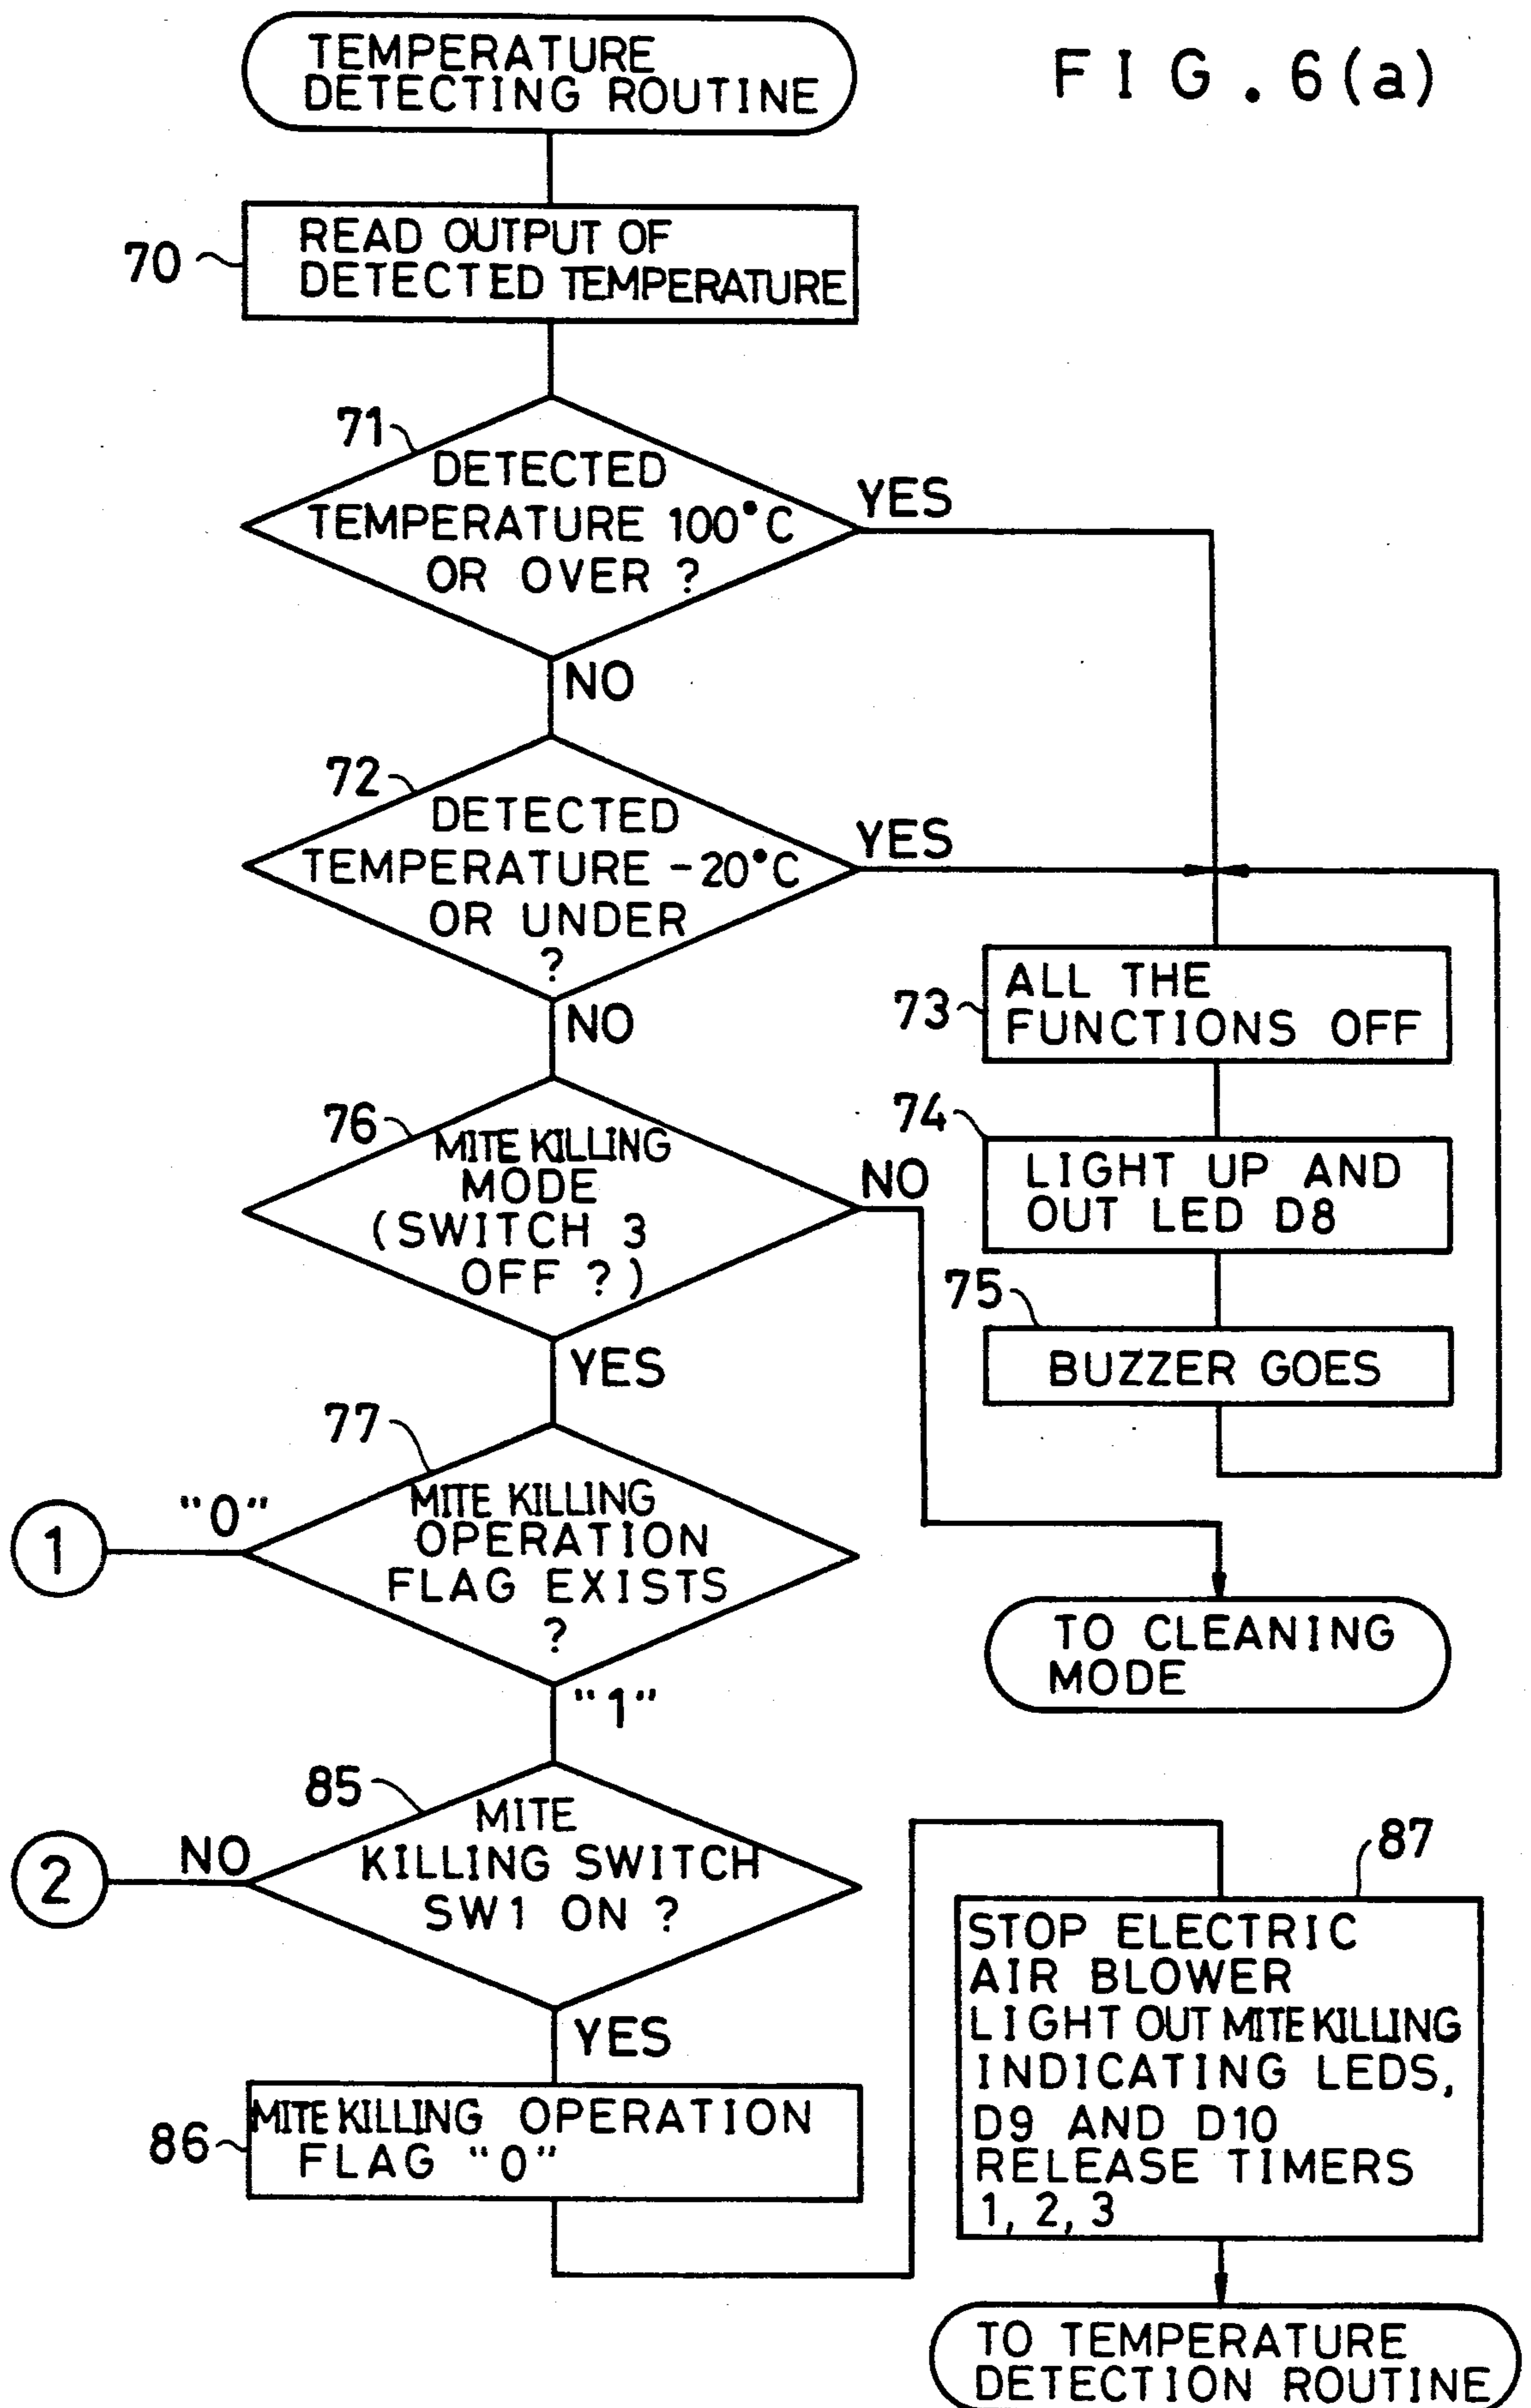 FIG. 6(a)
TEMPERATURE
DETECTING ROUTINE
70
READ OUTPUT OF
DETECTED TEMPERATURE
71
DETECTED
TEMPERATURE 100°C
OR OVER ?
YES
NO
72
DETECTED
TEMPERATURE -20°C
OR UNDER
?
YES
NO
73
ALL THE
FUNCTIONS OFF
74
LIGHT UP AND
OUT LED D8
75
BUZZER GOES
76
MITE KILLING
MODE
(SWITCH 3
OFF ?)
NO
YES
TO CLEANING
MODE
77
MITE KILLING
OPERATION
FLAG EXISTS
?
"0"
1
"1"
85
MITE
KILLING SWITCH
SW1 ON ?
NO
2
YES
86
MITE KILLING OPERATION
FLAG "0"
87
STOP ELECTRIC
AIR BLOWER
LIGHT OUT MITE KILLING
INDICATING LEDS,
D9 AND D10
RELEASE TIMERS
1, 2, 3
TO TEMPERATURE
DETECTION ROUTINE